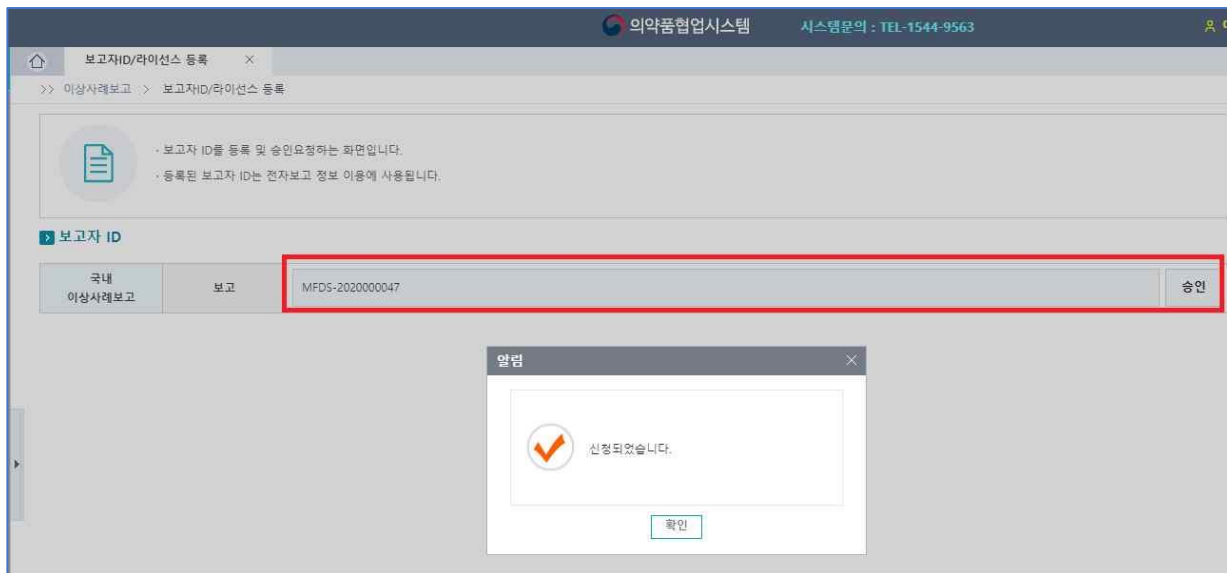 의약품협업시스템 시스템문의 : TEL-1544-9563
보고자ID/라이선스 등록 ×
>> 이상사례보고 > 보고자ID/라이선스 등록
· 보고자 ID를 등록 및 승인요청하는 화면입니다.
· 등록된 보고자 ID는 전자보고 정보 이용에 사용됩니다.
보고자 ID
국내
이상사례보고
보고
MFDS-2020000047
승인
알림
신청되었습니다.
확인